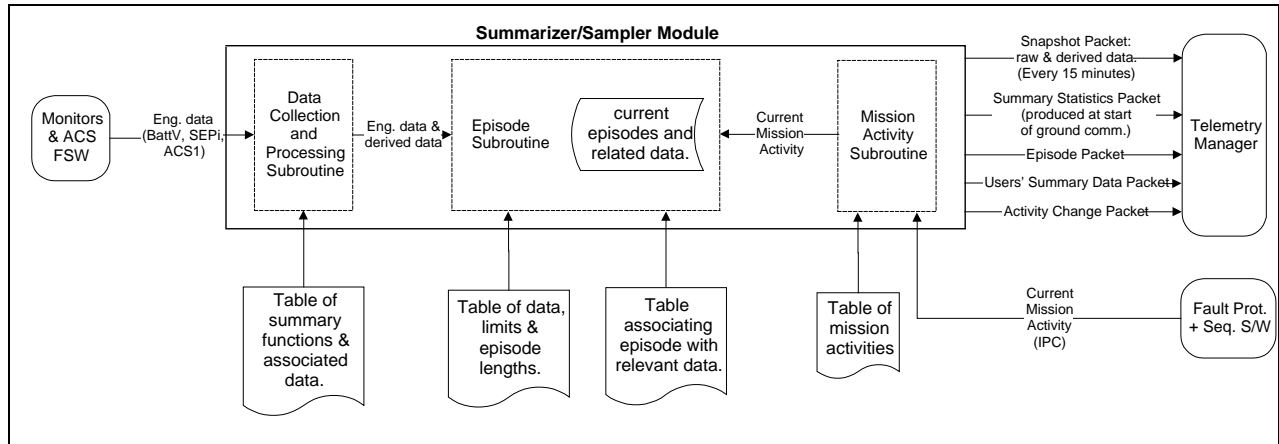 Summarizer/Sampler Module
Monitors
& ACS
FSW
Eng. data
(BattV, SEPi,
ACS1)
Data
Collection
and
Processing
Subroutine
Eng. data &
derived data
Episode
Subroutine
current
episodes and
related data.
Current
Mission
Activity
Mission
Activity
Subroutine
Snapshot Packet:
raw & derived data.
(Every 15 minutes)
Summary Statistics Packet
(produced at start
of ground comm.)
Episode Packet
Users' Summary Data Packet
Activity Change Packet
Telemetry
Manager
Table of
summary
functions &
associated
data.
Table of data,
limits &
episode
lengths.
Table
associating
episode with
relevant data.
Table of
mission
activities
Current
Mission
Activity
(IPC)
Fault Prot.
+ Seq. S/W